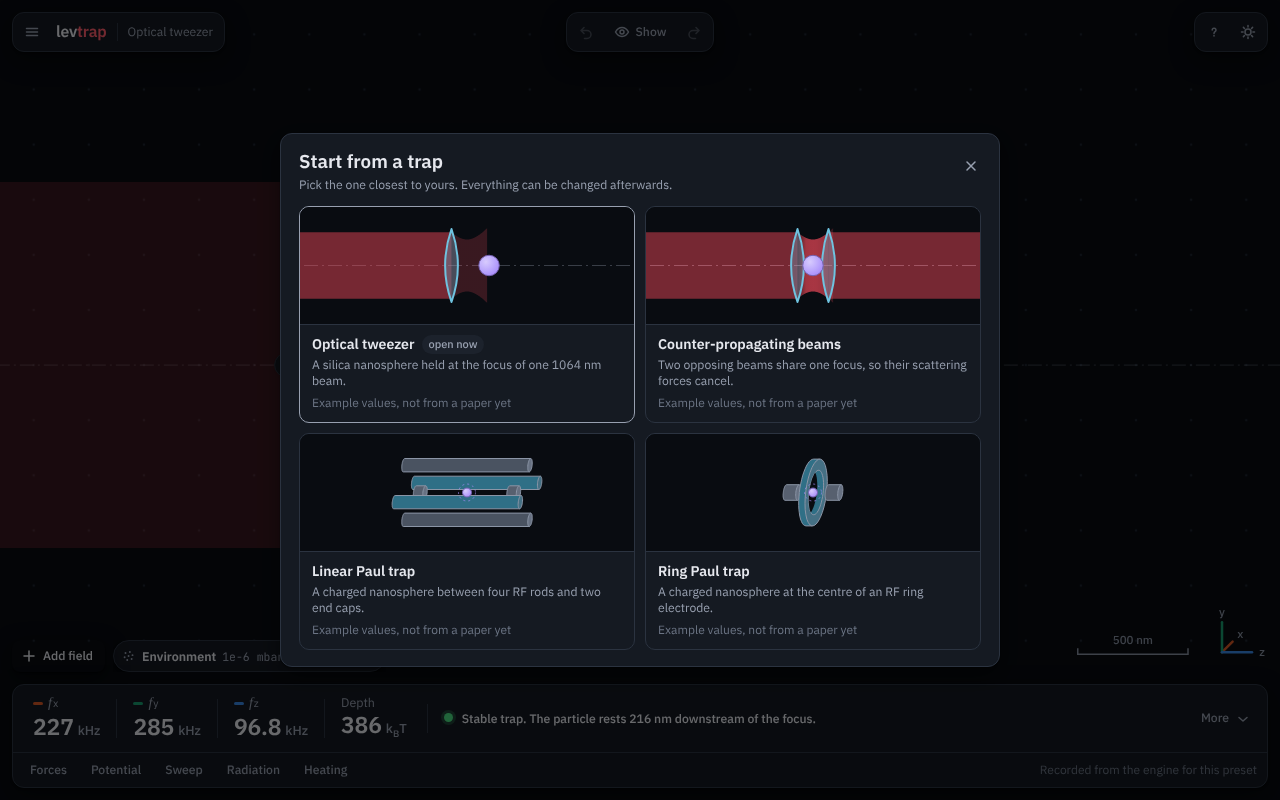 levtrap Optical tweezer
Show
?
Start from a trap
Pick the one closest to yours. Everything can be changed afterwards.
Optical tweezer open now
A silica nanosphere held at the focus of one 1064 nm
beam.
Example values, not from a paper yet
Counter-propagating beams
Two opposing beams share one focus, so their scattering
forces cancel.
Example values, not from a paper yet
Linear Paul trap
A charged nanosphere between four RF rods and two
end caps.
Example values, not from a paper yet
Ring Paul trap
A charged nanosphere at the centre of an RF ring
electrode.
Example values, not from a paper yet
Add field
Environment 1e-6 mbar
500 nm
y
x
z
fx
227 kHz
fy
285 kHz
fz
96.8 kHz
Depth
386 kBT
Stable trap. The particle rests 216 nm downstream of the focus.
More
Forces Potential Sweep Radiation Heating
Recorded from the engine for this preset